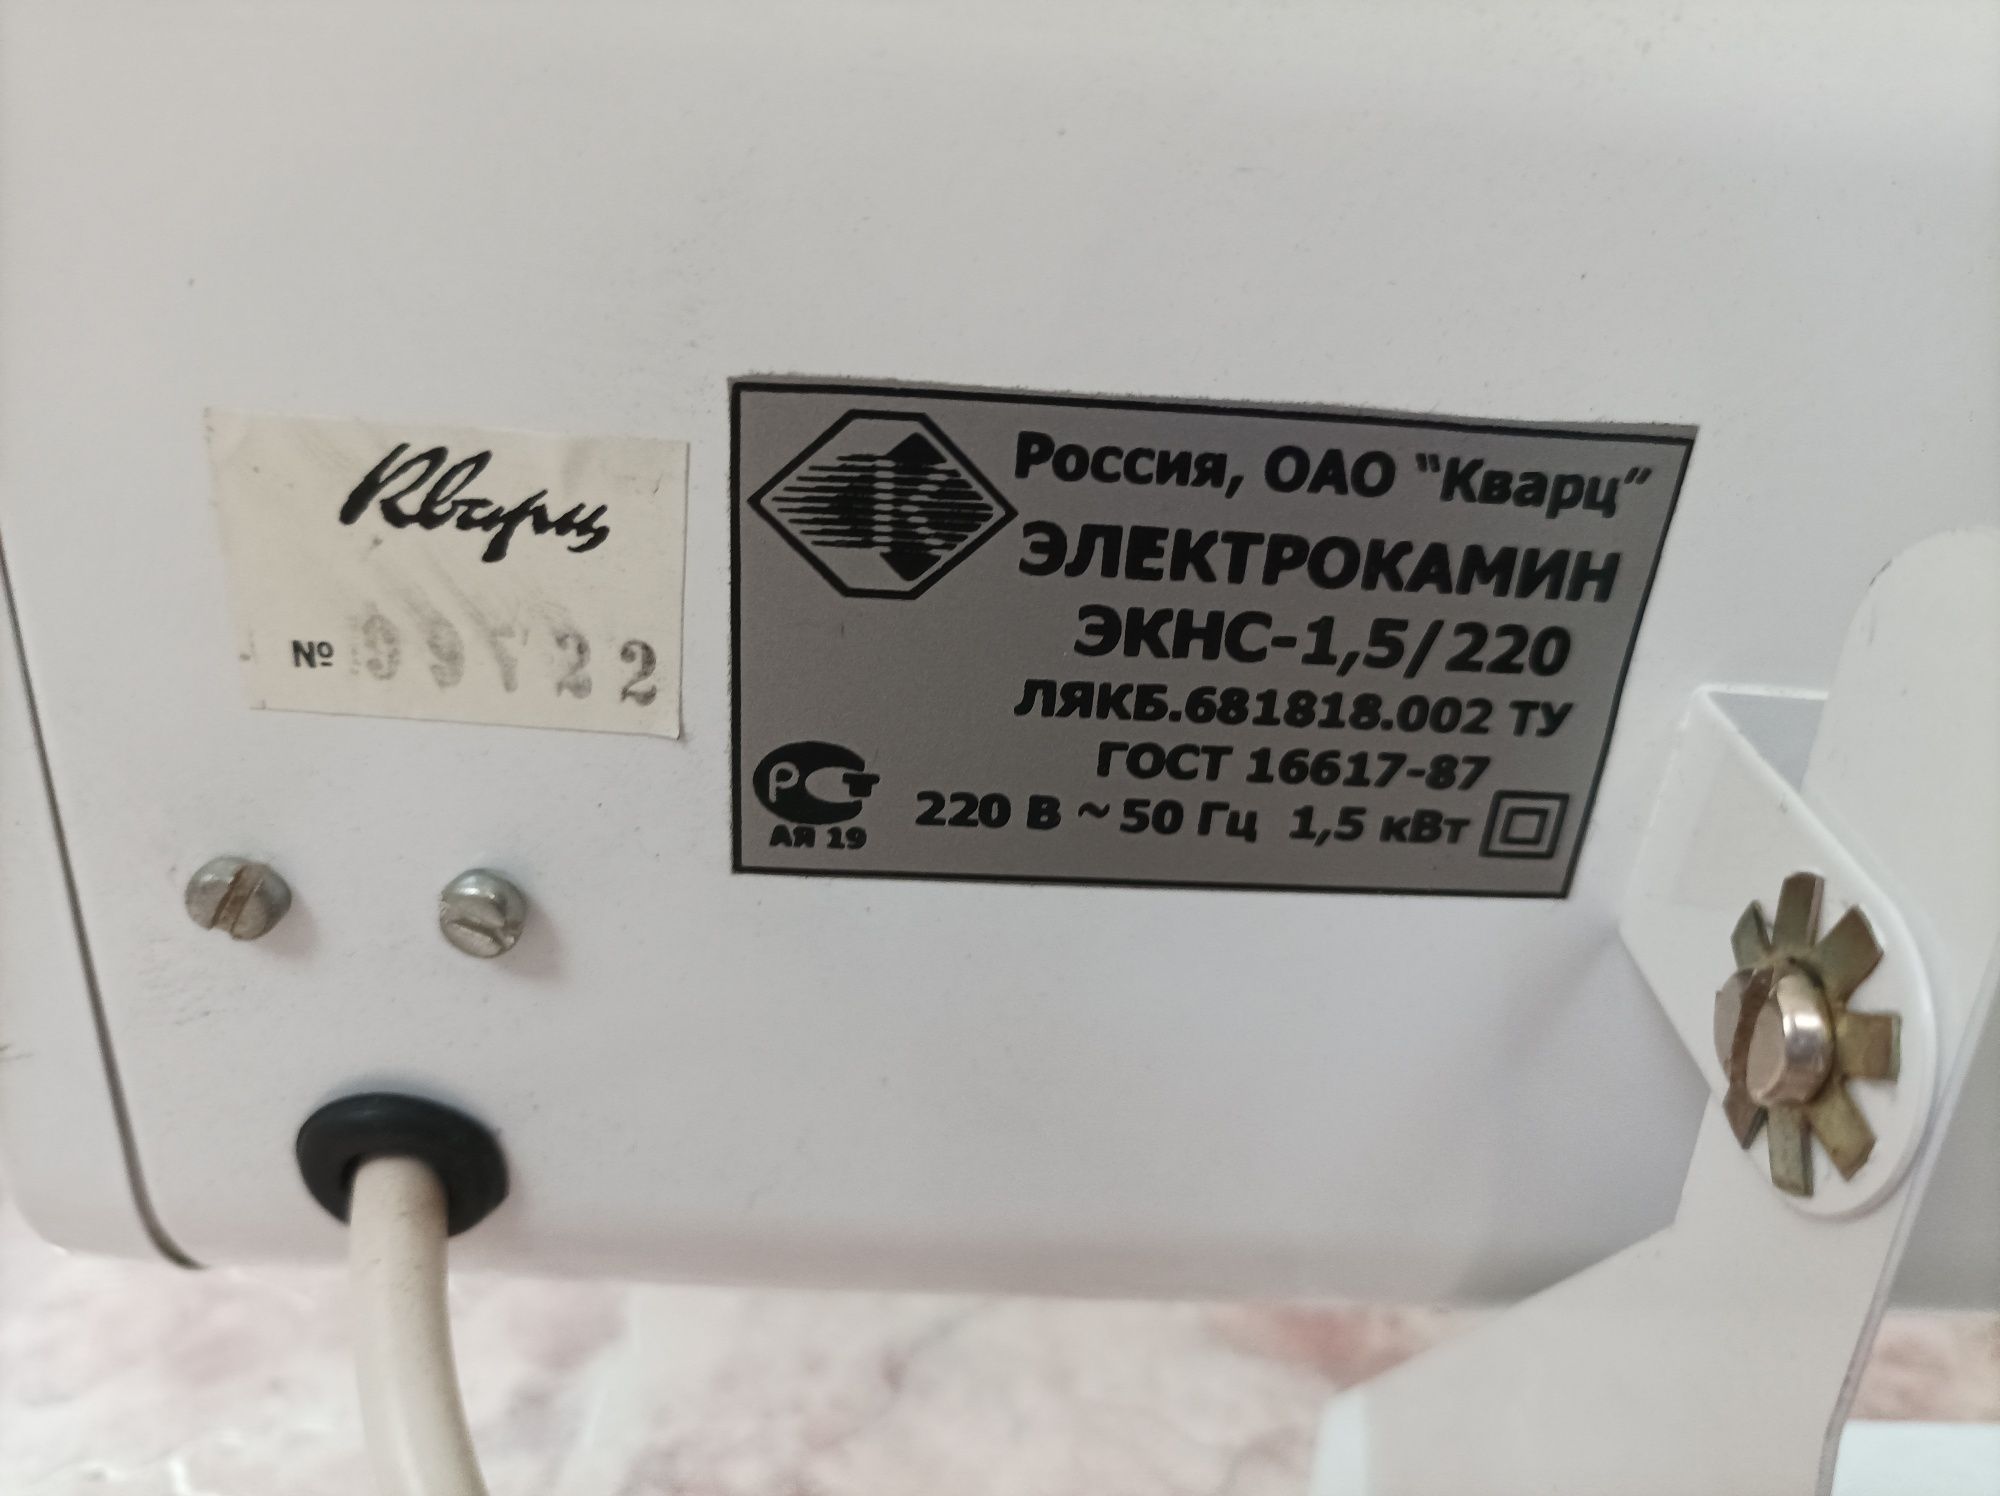 Кварц
№
22
Россия, ОАО "Кварц"
ЭЛЕКТРОКАМИН
ЭКНС-1,5/220
ЛЯКБ.681818.002 ТУ
ГОСТ 16617-87
220 В ~ 50 Гц 1,5 кВт
РСТ
АЯ 19